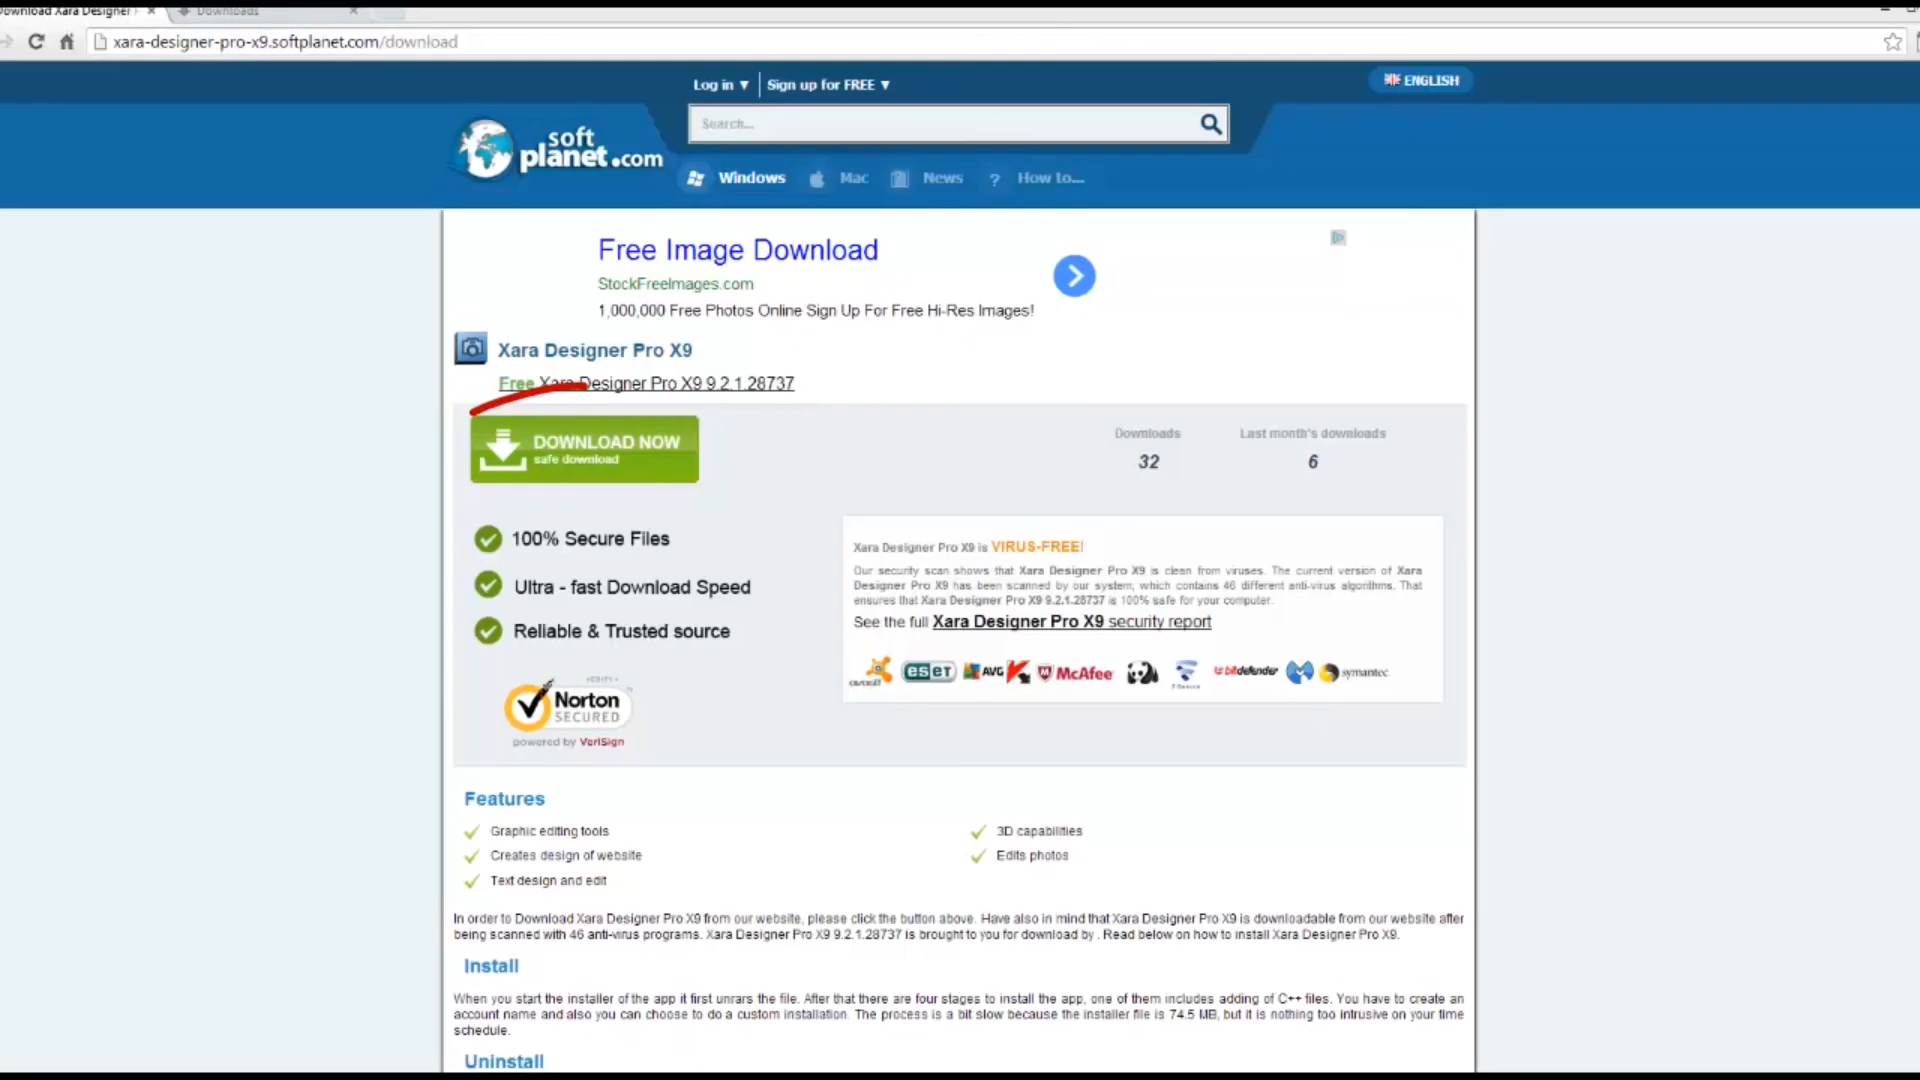 Download Xara Designer
Downloads
xara-designer-pro-x9.softplanet.com/download
Log in ▼ Sign up for FREE ▼
ENGLISH
soft
planet.com
Search...
Windows Mac News ? How to...
Free Image Download
StockFreeImages.com
1,000,000 Free Photos Online Sign Up For Free Hi-Res Images!
Xara Designer Pro X9
Free Xara Designer Pro X9 9.2.1.28737
DOWNLOAD NOW
safe download
Downloads Last month's downloads
32 6
100% Secure Files
Ultra - fast Download Speed
Reliable & Trusted source
Norton
SECURED
powered by VeriSign
Xara Designer Pro X9 is VIRUS-FREE!
Our security scan shows that Xara Designer Pro X9 is clean from viruses. The current version of Xara
Designer Pro X9 has been scanned by our system, which contains 46 different anti-virus algorithms. That
ensures that Xara Designer Pro X9 9.2.1.28737 is 100% safe for your computer.
See the full Xara Designer Pro X9 security report
avast! eset AVG McAfee bitdefender symantec
Features
Graphic editing tools 3D capabilities
Creates design of website Edits photos
Text design and edit
In order to Download Xara Designer Pro X9 from our website, please click the button above. Have also in mind that Xara Designer Pro X9 is downloadable from our website after
being scanned with 46 anti-virus programs. Xara Designer Pro X9 9.2.1.28737 is brought to you for download by . Read below on how to install Xara Designer Pro X9.
Install
When you start the installer of the app it first unrars the file. After that there are four stages to install the app, one of them includes adding of C++ files. You have to create an
account name and also you can choose to do a custom installation. The process is a bit slow because the installer file is 74.5 MB, but it is nothing too intrusive on your time
schedule.
Uninstall